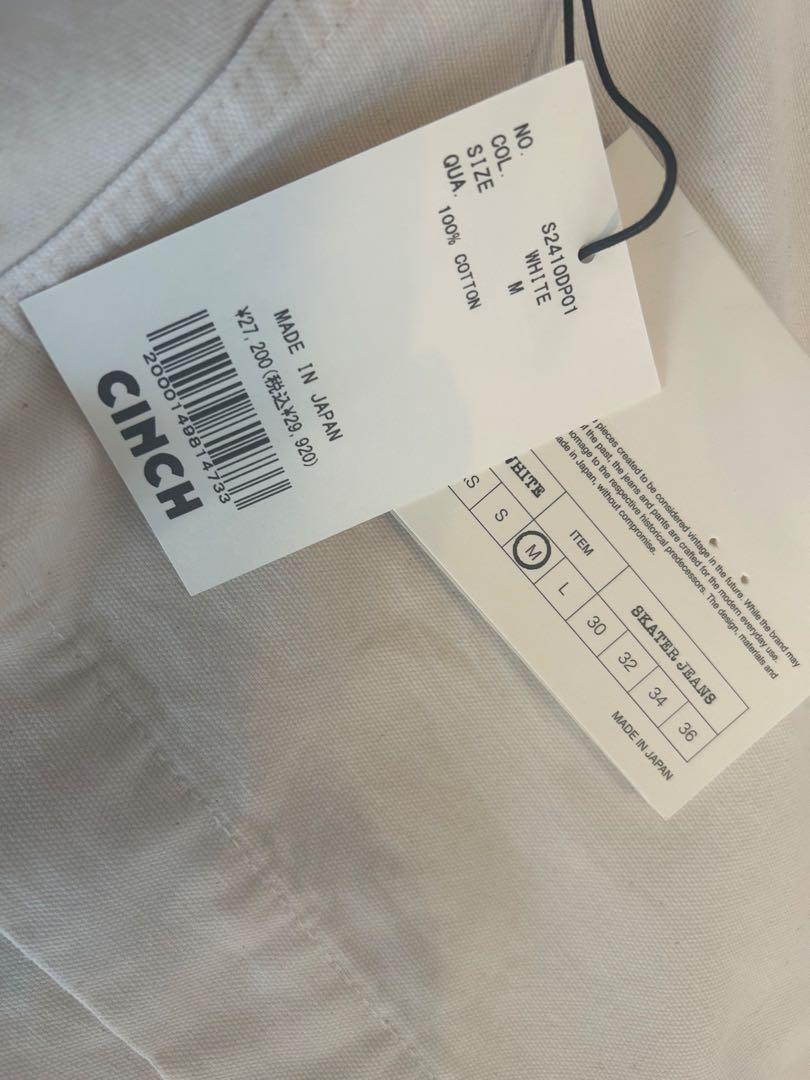 NO. S2410DP01
COL. WHITE
SIZE M
QUA. 100% COTTON
MADE IN JAPAN
¥27,200(税込¥29,920)
2000149814733
CINCH
pieces created to be considered vintage in the future. While the brand may
the past, the jeans and pants are crafted for the modern everyday use.
homage to the respective historical predecessors. The design, materials and
made in Japan, without compromise.
ITEM SKATER JEANS
WHITE
S M L 30 32 34 36
MADE IN JAPAN